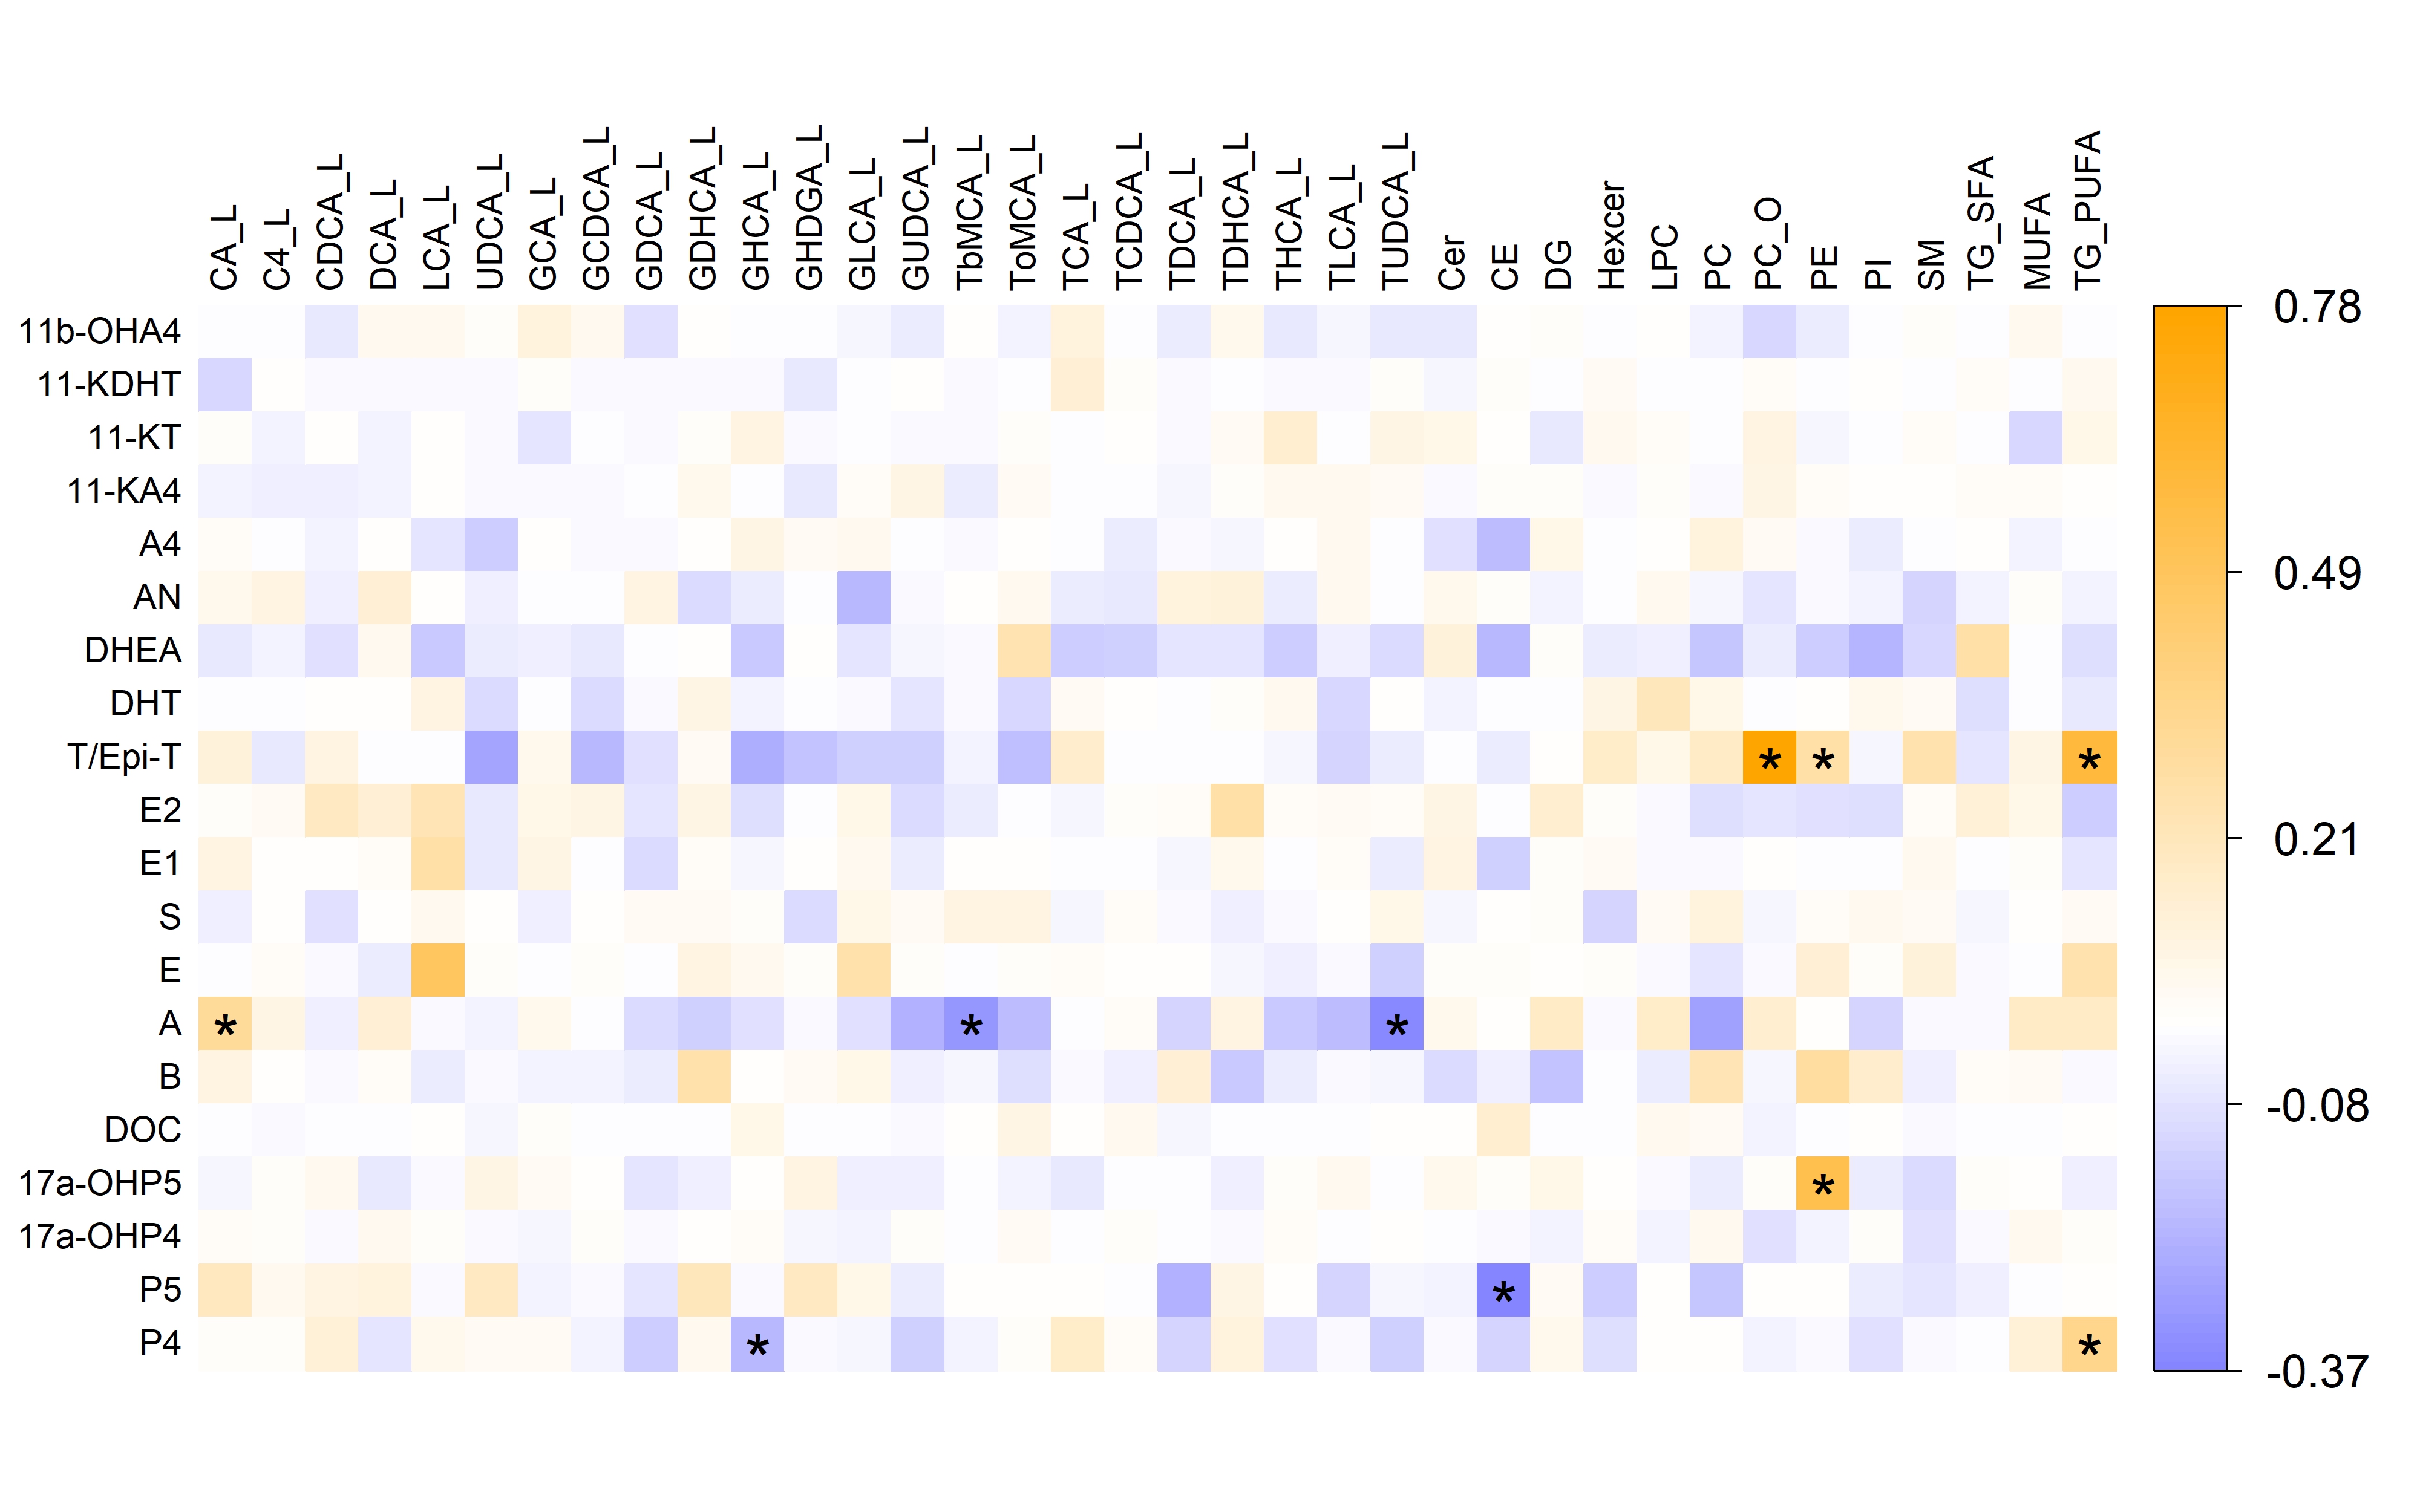 CA_L
C4_L
CDCA_L
DCA_L
LCA_L
UDCA_L
GCA_L
GCDCA_L
GDCA_L
GDHCA_L
GHCA_L
GHDGA_L
GLCA_L
GUDCA_L
TbMCA_L
ToMCA_L
TCA_L
TCDCA_L
TDCA_L
TDHCA_L
THCA_L
TLCA_L
TUDCA_L
Cer
CE
DG
Hexcer
LPC
PC
PC_O
PE
PI
SM
TG_SFA
MUFA
TG_PUFA
11b-OHA4
11-KDHT
11-KT
11-KA4
A4
AN
DHEA
DHT
T/Epi-T
* * *
E2
E1
S
E
A
* * *
B
DOC
17a-OHP5
*
17a-OHP4
P5
*
P4
* *
0.78
0.49
0.21
-0.08
-0.37